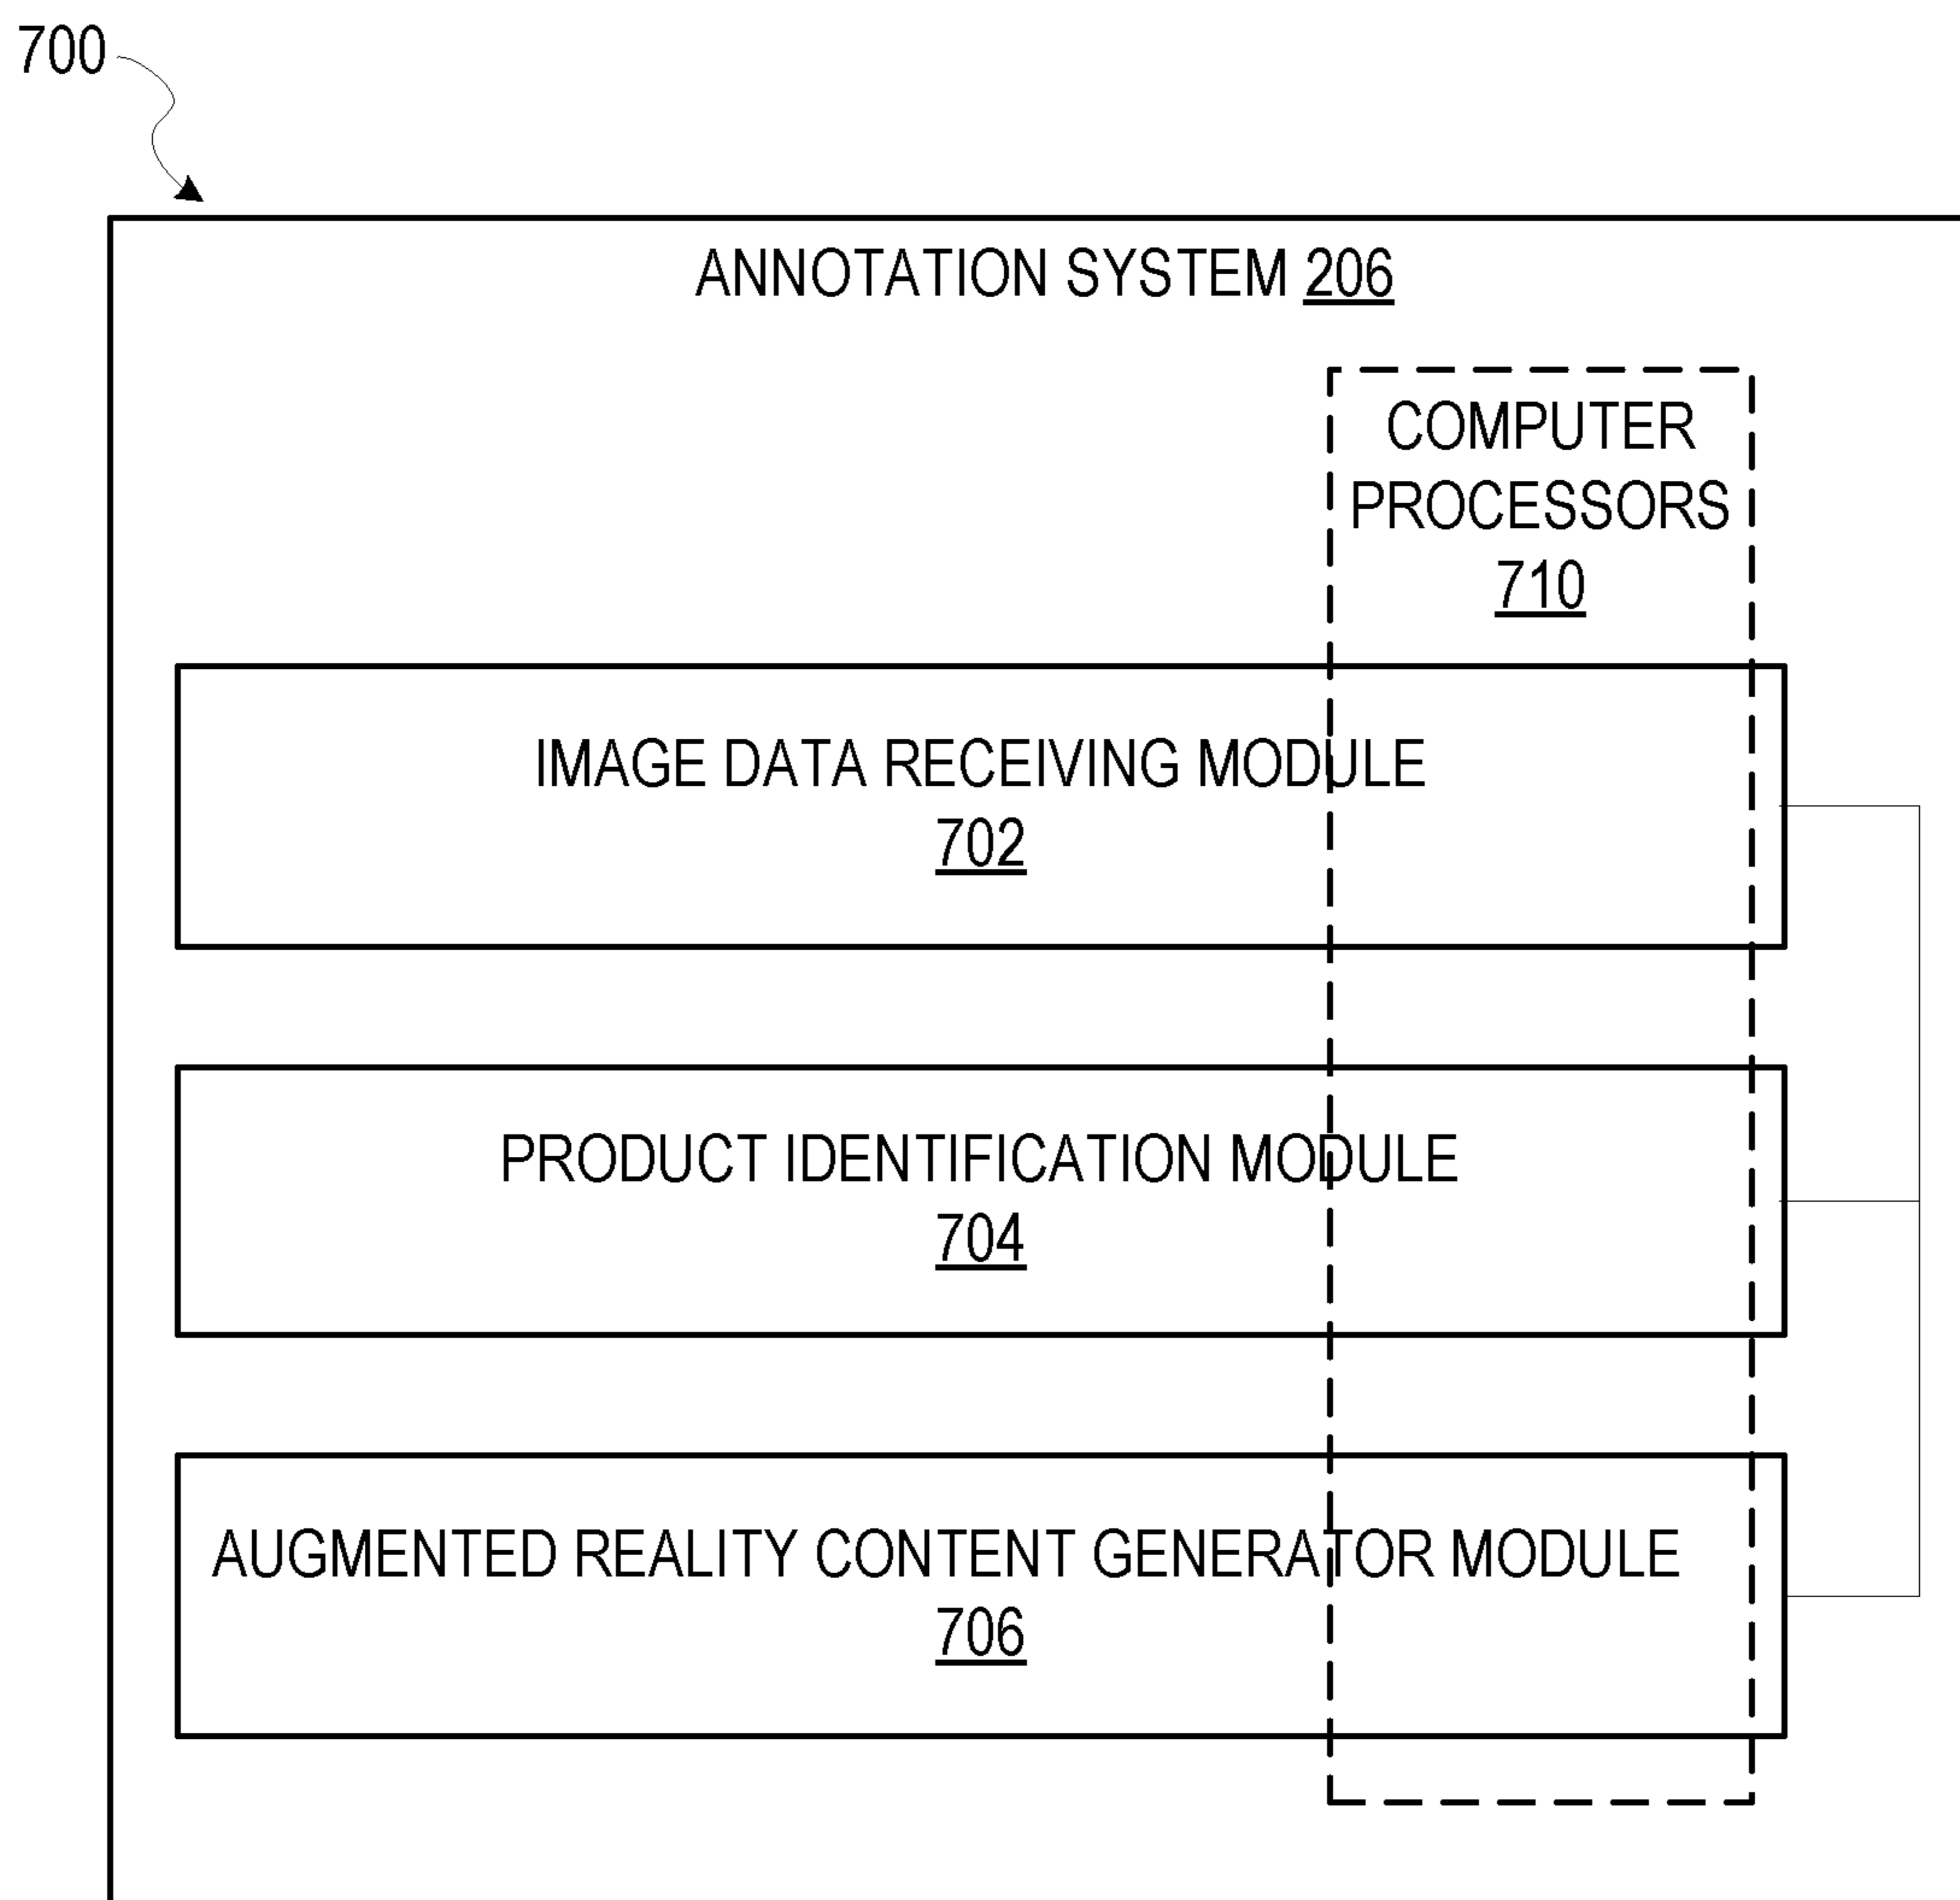 700
ANNOTATION SYSTEM 206
COMPUTER
PROCESSORS
710
IMAGE DATA RECEIVING MODULE
702
PRODUCT IDENTIFICATION MODULE
704
AUGMENTED REALITY CONTENT GENERATOR MODULE
706